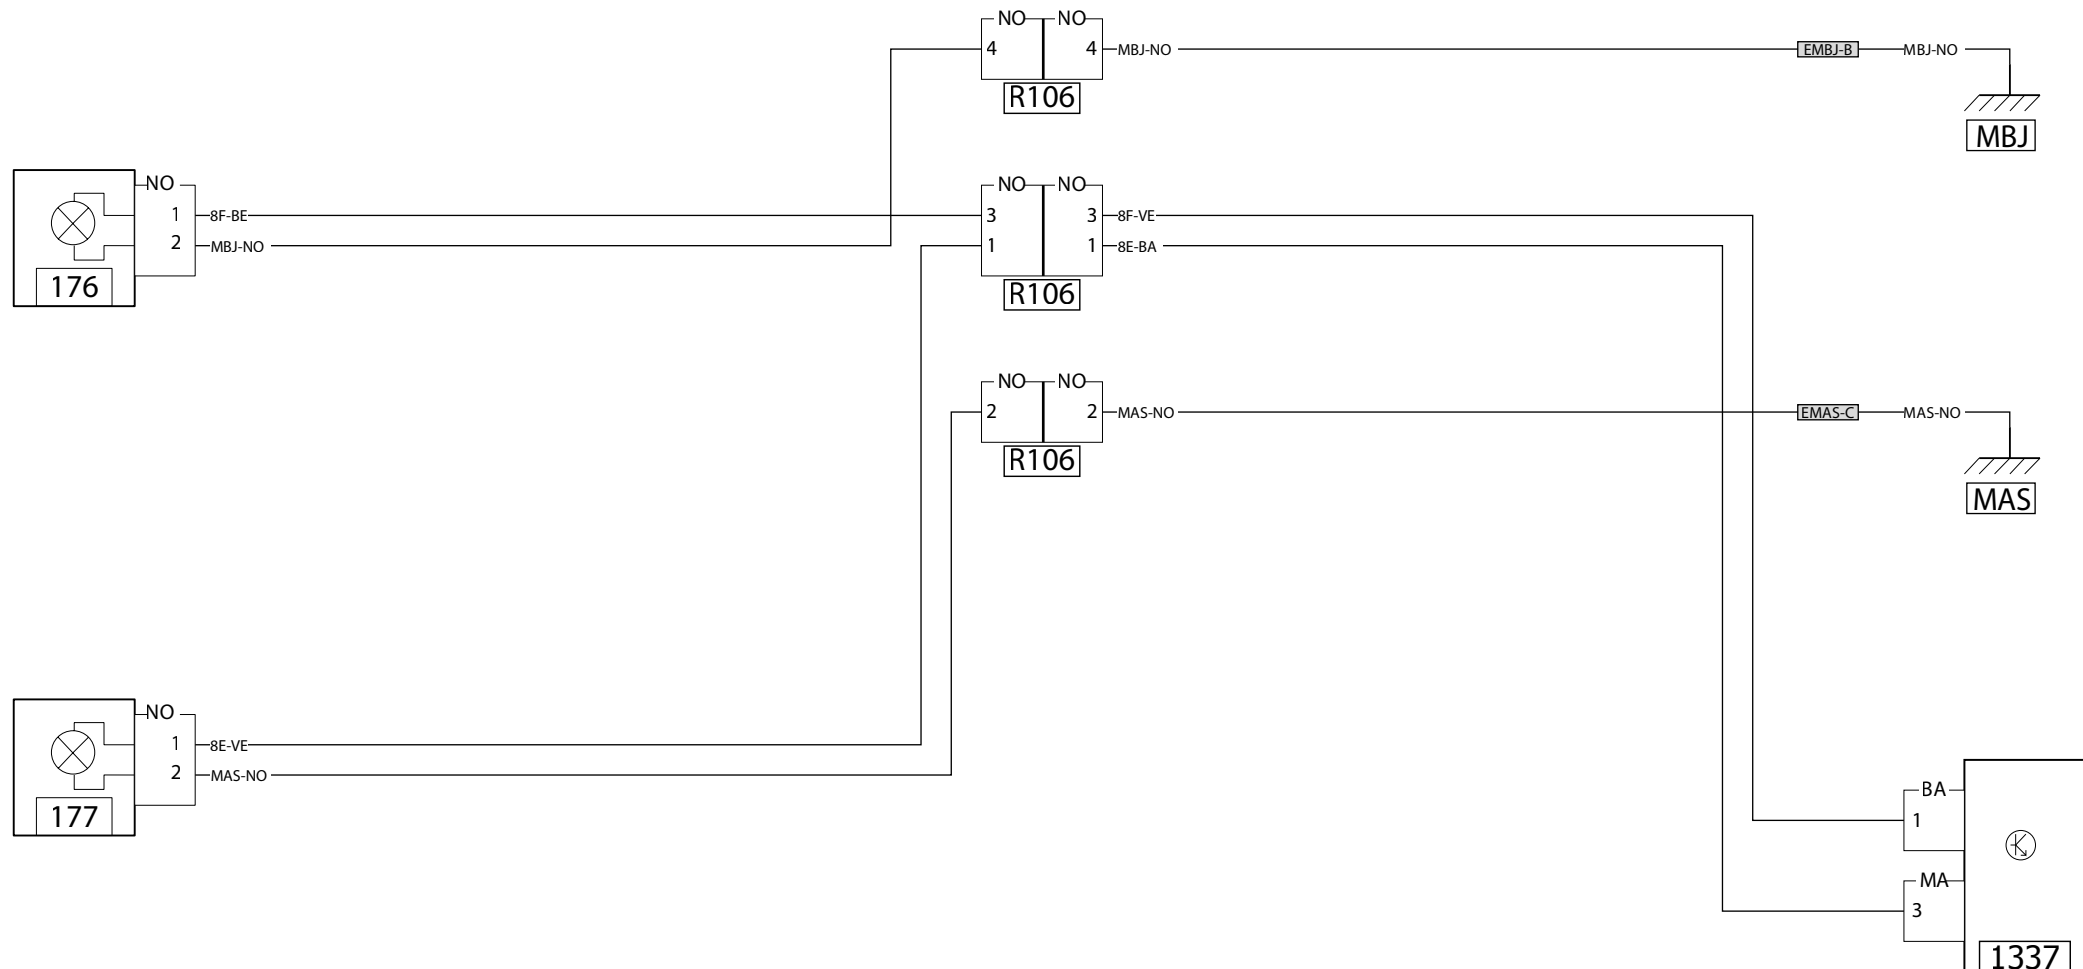 NO NO
4 4 MBJ-NO EMBJ-B MBJ-NO
R106
MBJ
NO NO NO
1 8F-BE 3 3 8F-VE
2 MBJ-NO 1 1 8E-BA
176
R106
NO NO
2 2 MAS-NO EMAS-C MAS-NO
R106
MAS
NO
1 8E-VE
2 MAS-NO
177
BA
1
MA
3
1337